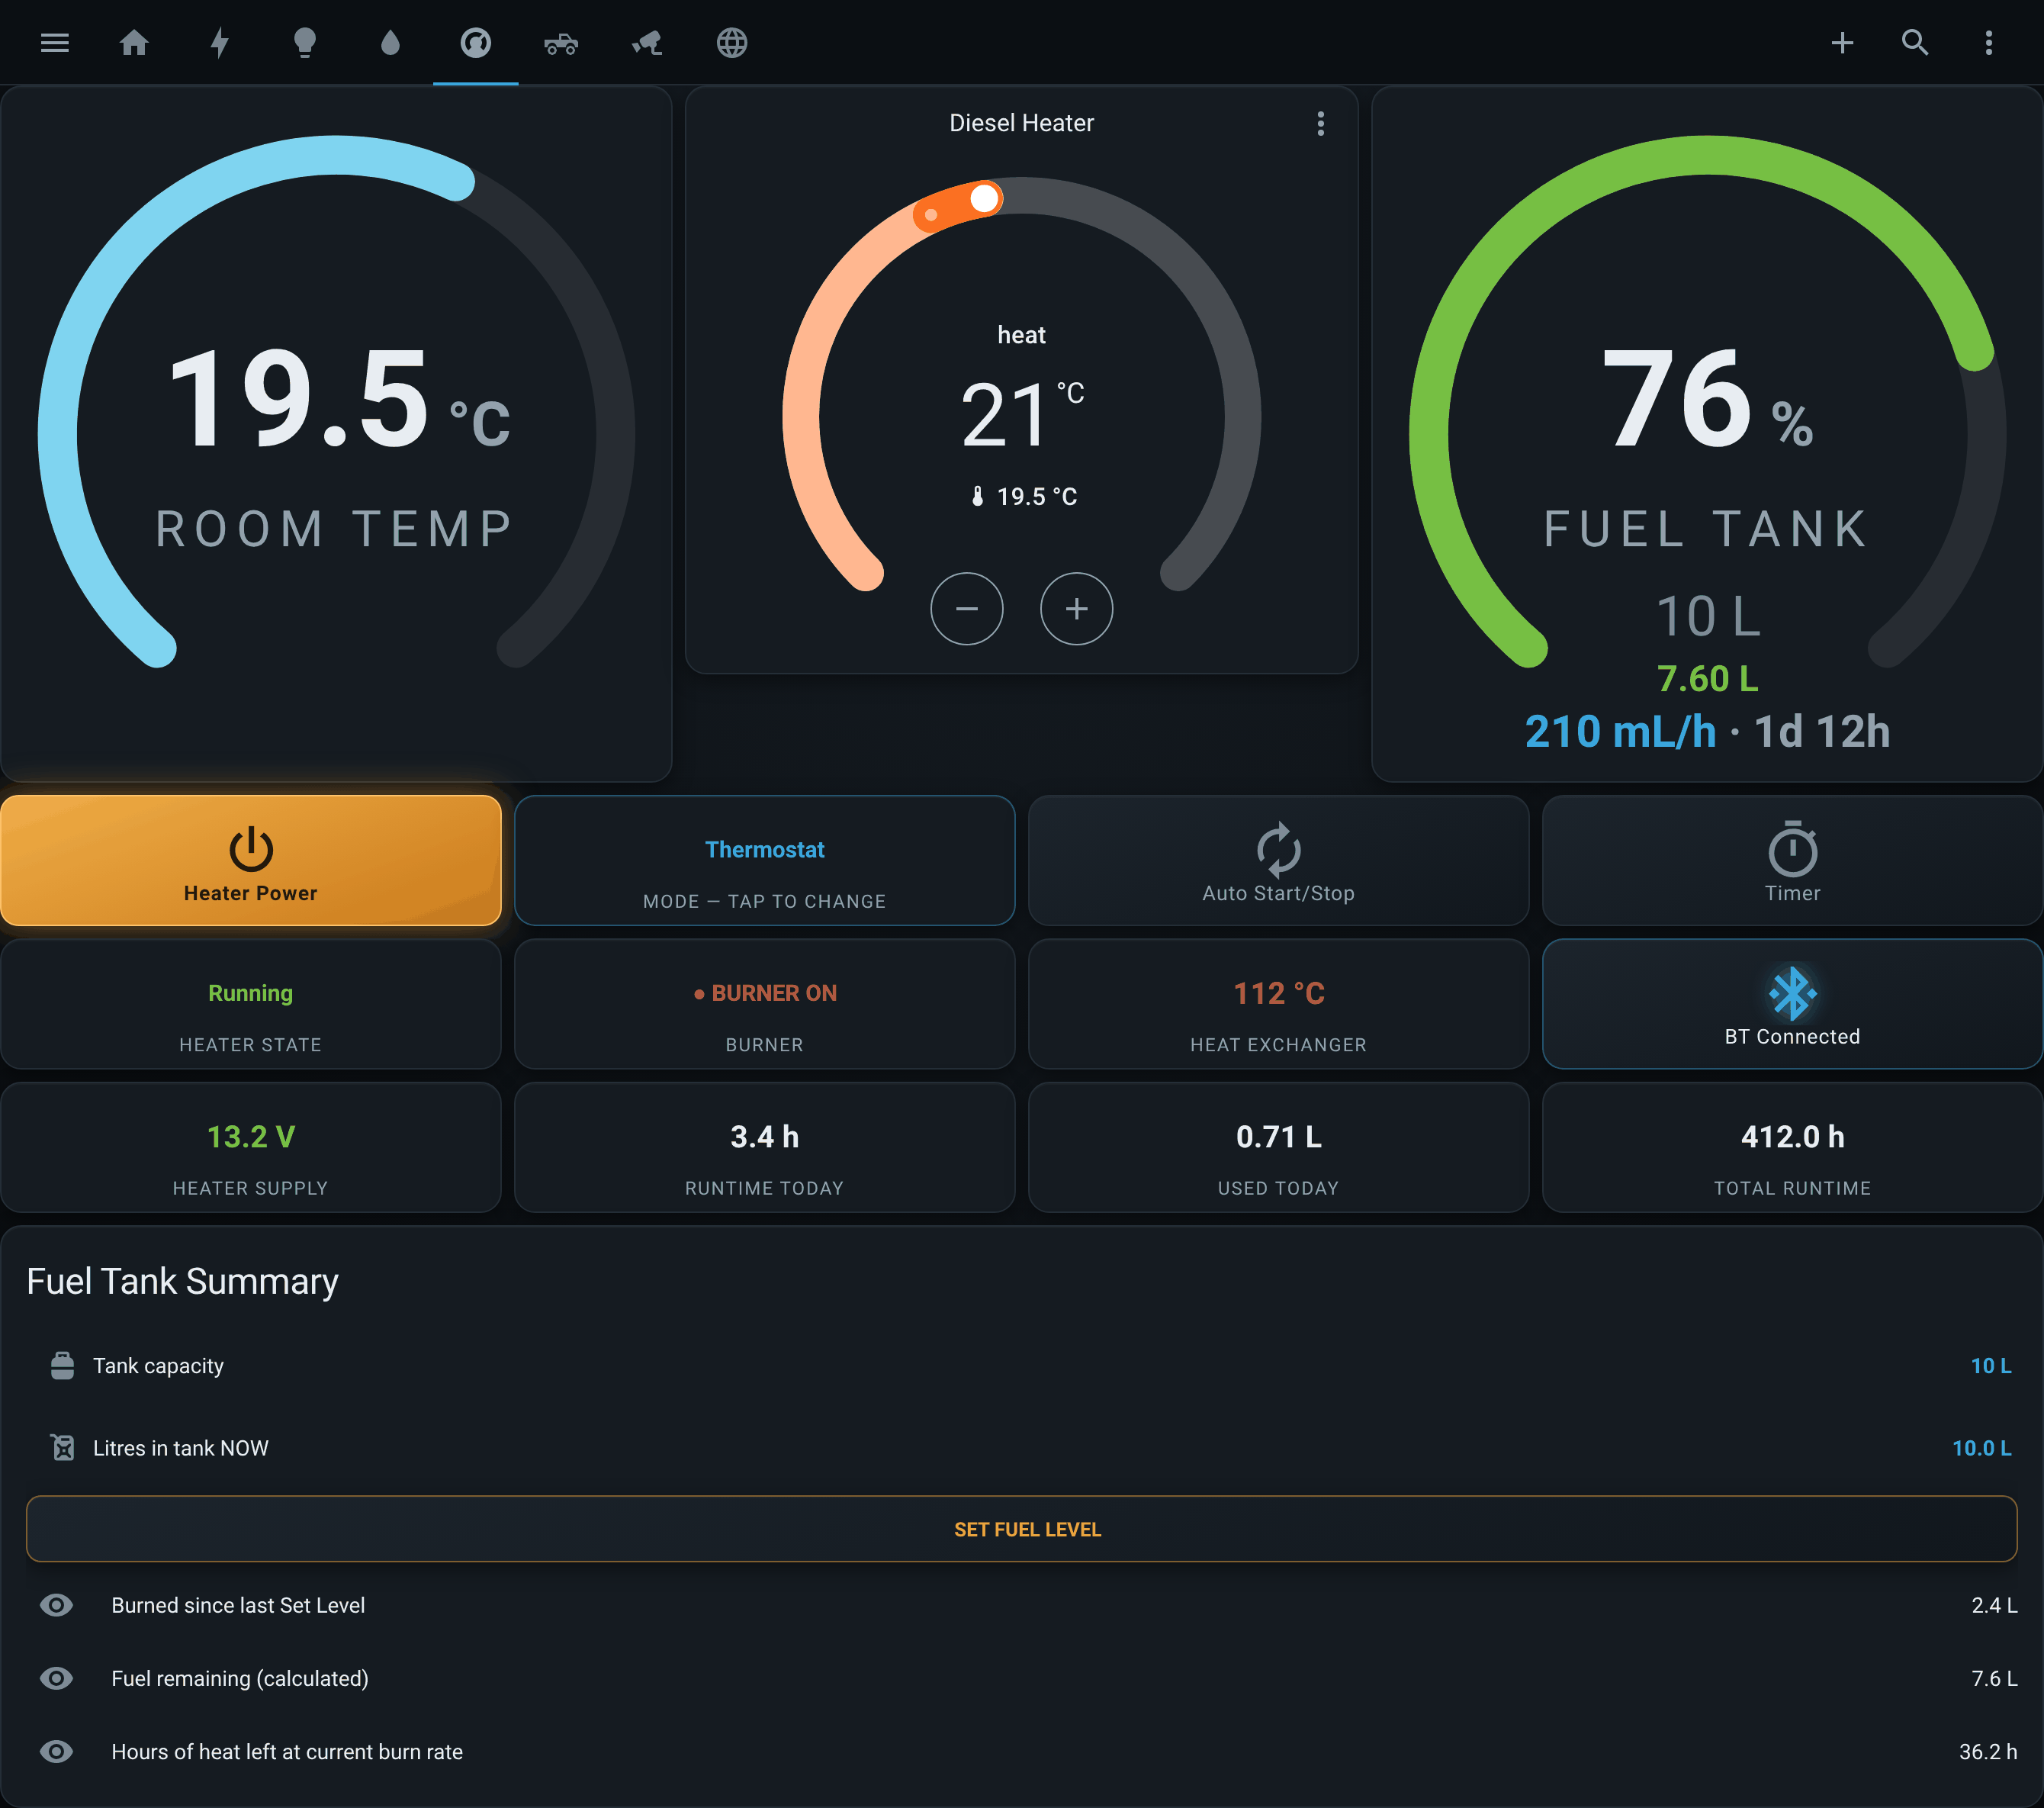 Diesel Heater
19.5 °C
ROOM TEMP
heat
21 °C
19.5 °C
76 %
FUEL TANK
10 L
7.60 L
210 mL/h · 1d 12h
Heater Power
Thermostat
MODE — TAP TO CHANGE
Auto Start/Stop
Timer
Running
HEATER STATE
● BURNER ON
BURNER
112 °C
HEAT EXCHANGER
BT Connected
13.2 V
HEATER SUPPLY
3.4 h
RUNTIME TODAY
0.71 L
USED TODAY
412.0 h
TOTAL RUNTIME
Fuel Tank Summary
Tank capacity 10 L
Litres in tank NOW 10.0 L
SET FUEL LEVEL
Burned since last Set Level 2.4 L
Fuel remaining (calculated) 7.6 L
Hours of heat left at current burn rate 36.2 h